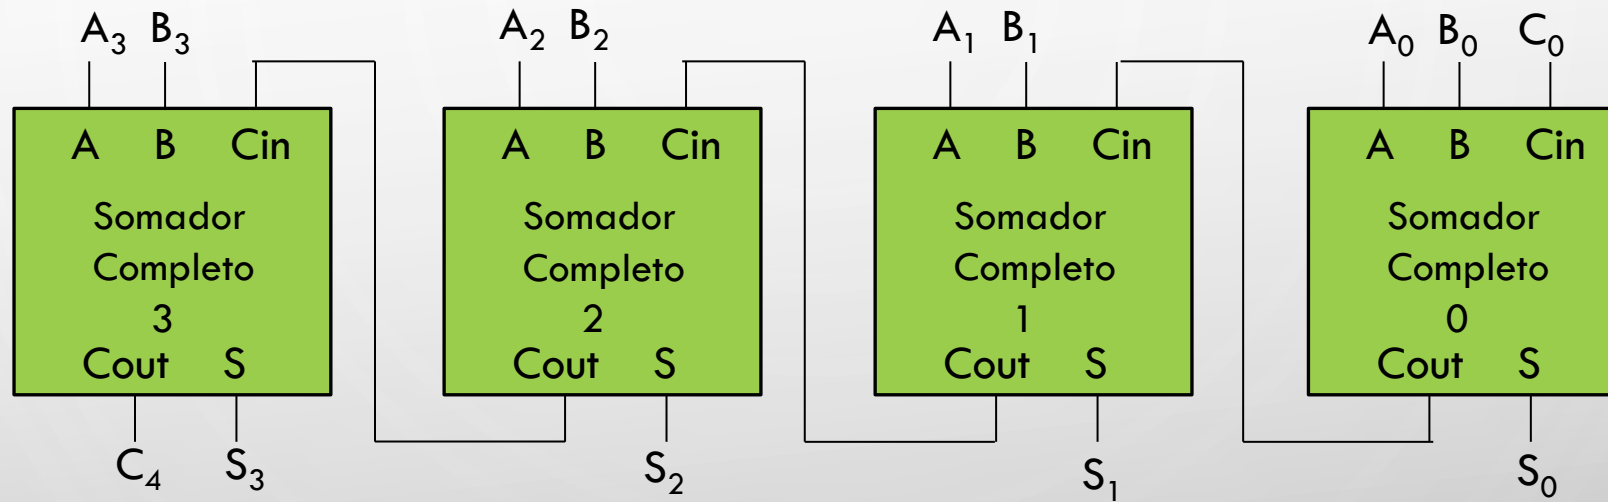 A₃ B₃ A₂ B₂ A₁ B₁ A₀ B₀ C₀
A B Cin A B Cin A B Cin A B Cin
Somador Somador Somador Somador
Completo Completo Completo Completo
3 2 1 0
Cout S Cout S Cout S Cout S
C₄ S₃ S₂ S₁ S₀